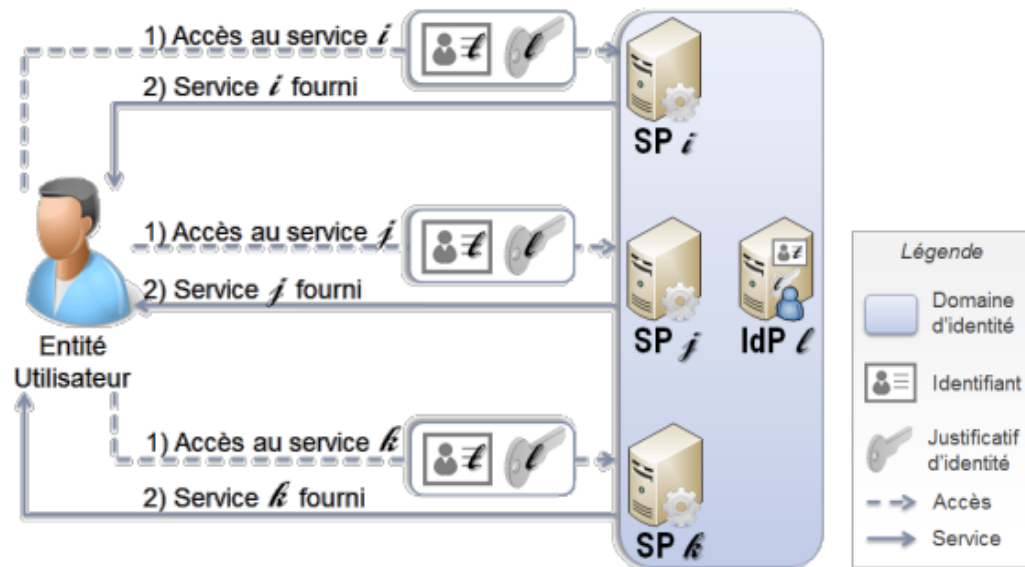 1) Accès au service i
l l
2) Service i fourni
SP i
1) Accès au service j
l l
2) Service j fourni
SP j
l
l
IdP l
Entité
Utilisateur
1) Accès au service k
l l
2) Service k fourni
SP k
Légende
Domaine
d'identité
Identifiant
Justificatif
d'identité
Accès
Service